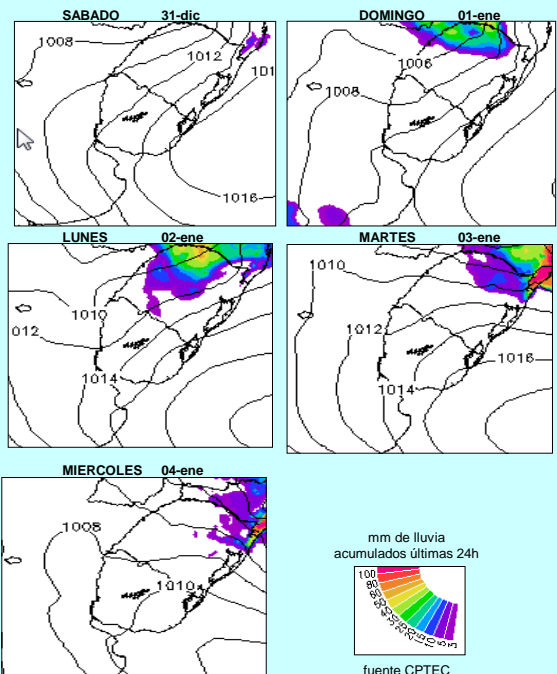 SABADO 31-dic
1008
1012
101
1016
DOMINGO 01-ene
1006
1008
LUNES 02-ene
1010
012
1014
MARTES 03-ene
1010
1012
1016
1014
MIERCOLES 04-ene
1008
1010
mm de lluvia
acumulados últimas 24h
100
80
60
fuente CPTEC